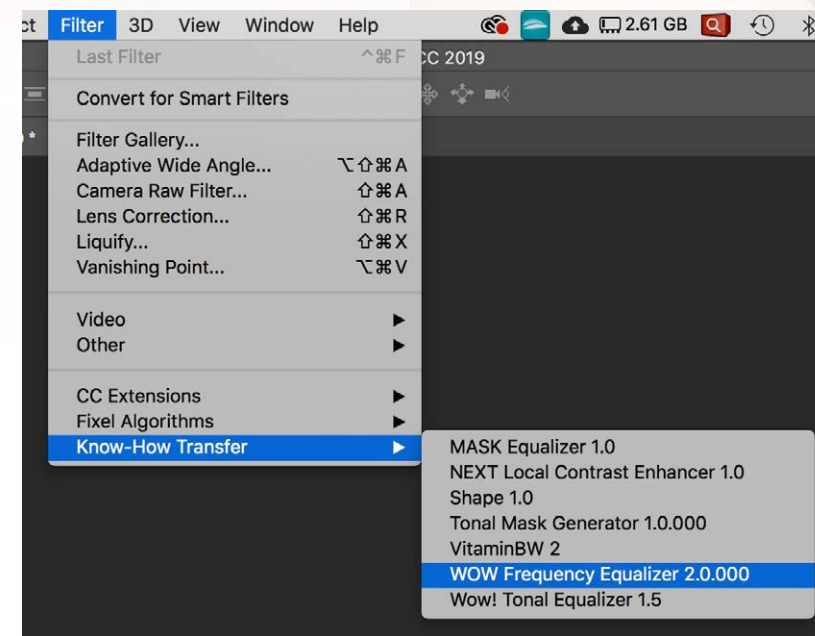 ct Filter 3D View Window Help 2.61 GB
Last Filter ^⌘F CC 2019
Convert for Smart Filters
Filter Gallery...
Adaptive Wide Angle... ⌥⇧⌘A
Camera Raw Filter... ⇧⌘A
Lens Correction... ⇧⌘R
Liquify... ⇧⌘X
Vanishing Point... ⌥⌘V
Video
Other
CC Extensions
Fixel Algorithms
Know-How Transfer
MASK Equalizer 1.0
NEXT Local Contrast Enhancer 1.0
Shape 1.0
Tonal Mask Generator 1.0.000
VitaminBW 2
WOW Frequency Equalizer 2.0.000
Wow! Tonal Equalizer 1.5